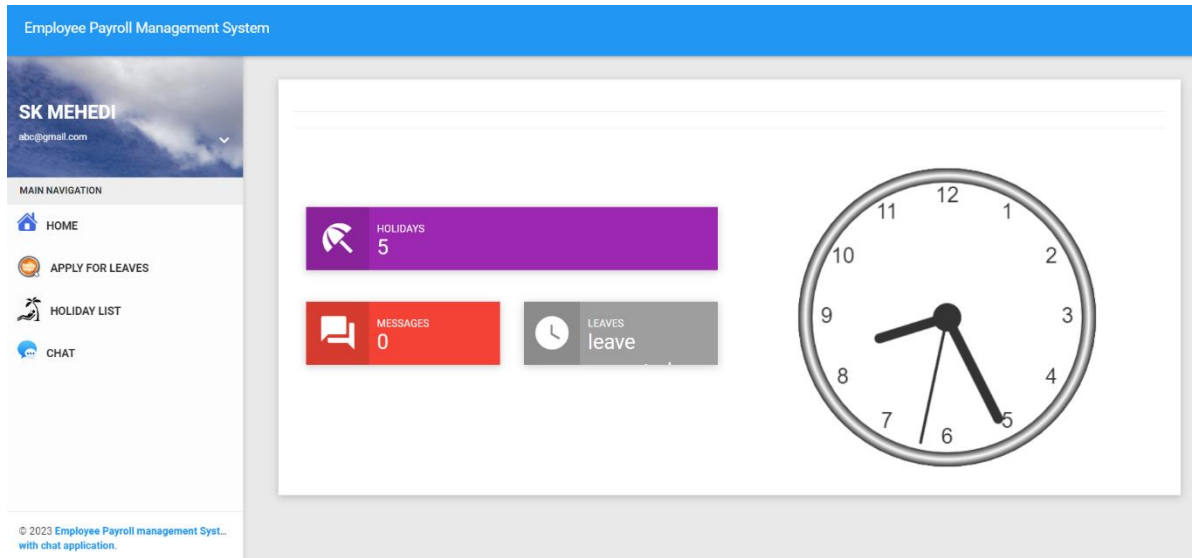 Employee Payroll Management System
SK MEHEDI
abc@gmail.com
MAIN NAVIGATION
HOME
APPLY FOR LEAVES
HOLIDAY LIST
CHAT
© 2023 Employee Payroll management Syst...
with chat application.
HOLIDAYS
5
MESSAGES
0
LEAVES
leave
12
1
2
3
4
5
6
7
8
9
10
11